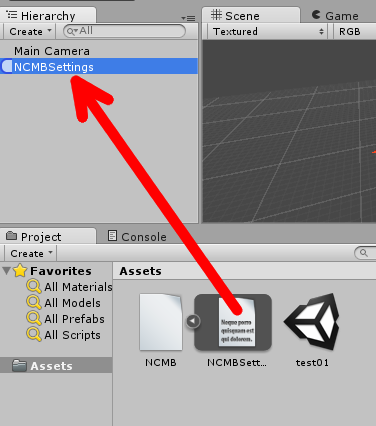 Hierarchy
Create
All
Main Camera
NCMBSettings
Scene
Game
Textured
RGB
Project
Console
Create
Favorites
All Materials
All Models
All Prefabs
All Scripts
Assets
Assets
Neque porro
quisquam est
qui dolorem.
NCMB
NCMBSett...
test01